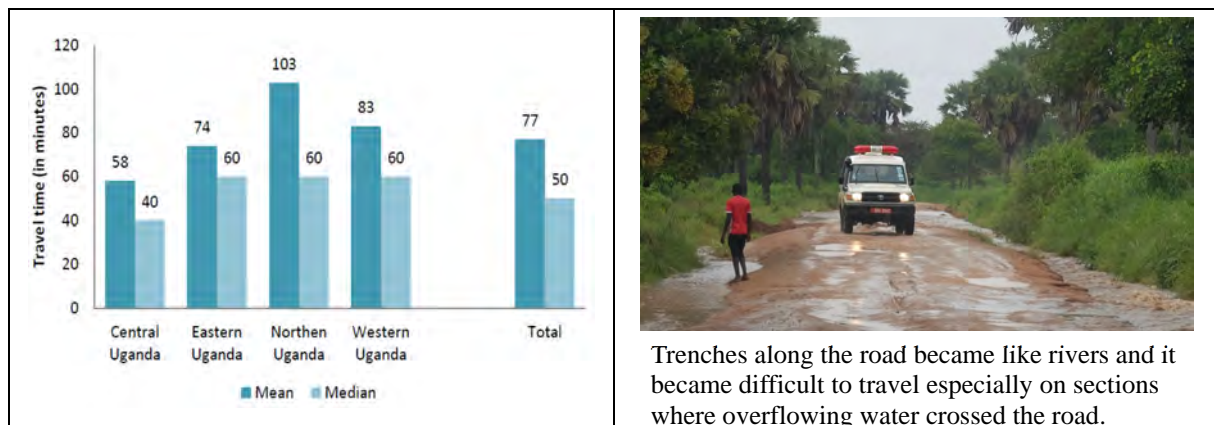 120
100
80
60
40
20
0
Travel time (in minutes)
58
40
74
60
103
60
83
60
77
50
Central
Uganda
Eastern
Uganda
Northen
Uganda
Western
Uganda
Total
Mean
Median
Trenches along the road became like rivers and it
became difficult to travel especially on sections
where overflowing water crossed the road.